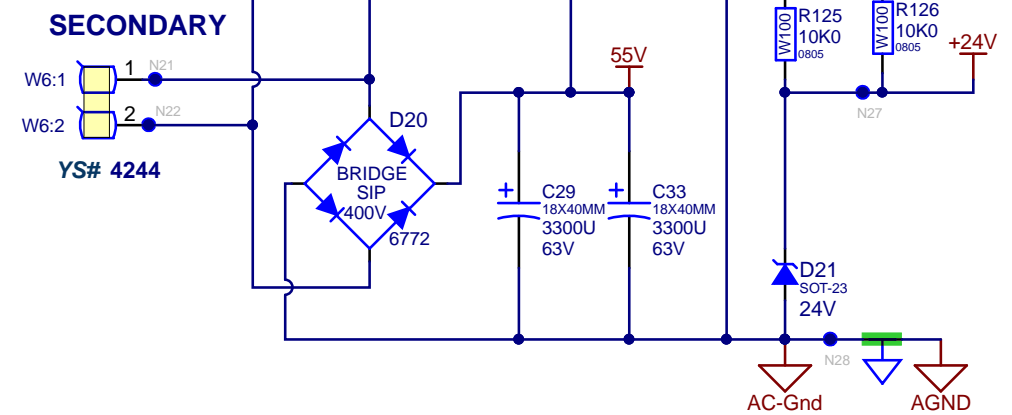 SECONDARY
W6:1
1
N21
W6:2
2
N22
YS# 4244
D20
BRIDGE
SIP
400V
6772
55V
C29
18X40MM
3300U
63V
C33
18X40MM
3300U
63V
W100
R125
10K0
0805
W100
R126
10K0
0805
+24V
N27
D21
SOT-23
24V
N28
AC-Gnd
AGND